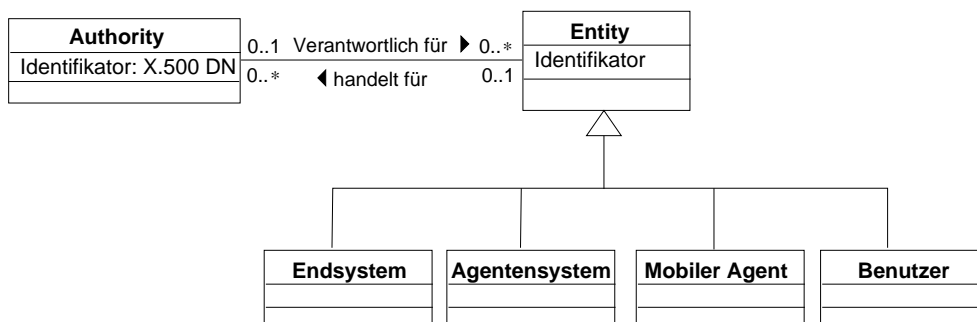 Authority
Identifikator: X.500 DN
0..1 Verantwortlich für ▶ 0..*
0..* ◀ handelt für 0..1
Entity
Identifikator
Endsystem
Agentensystem
Mobiler Agent
Benutzer